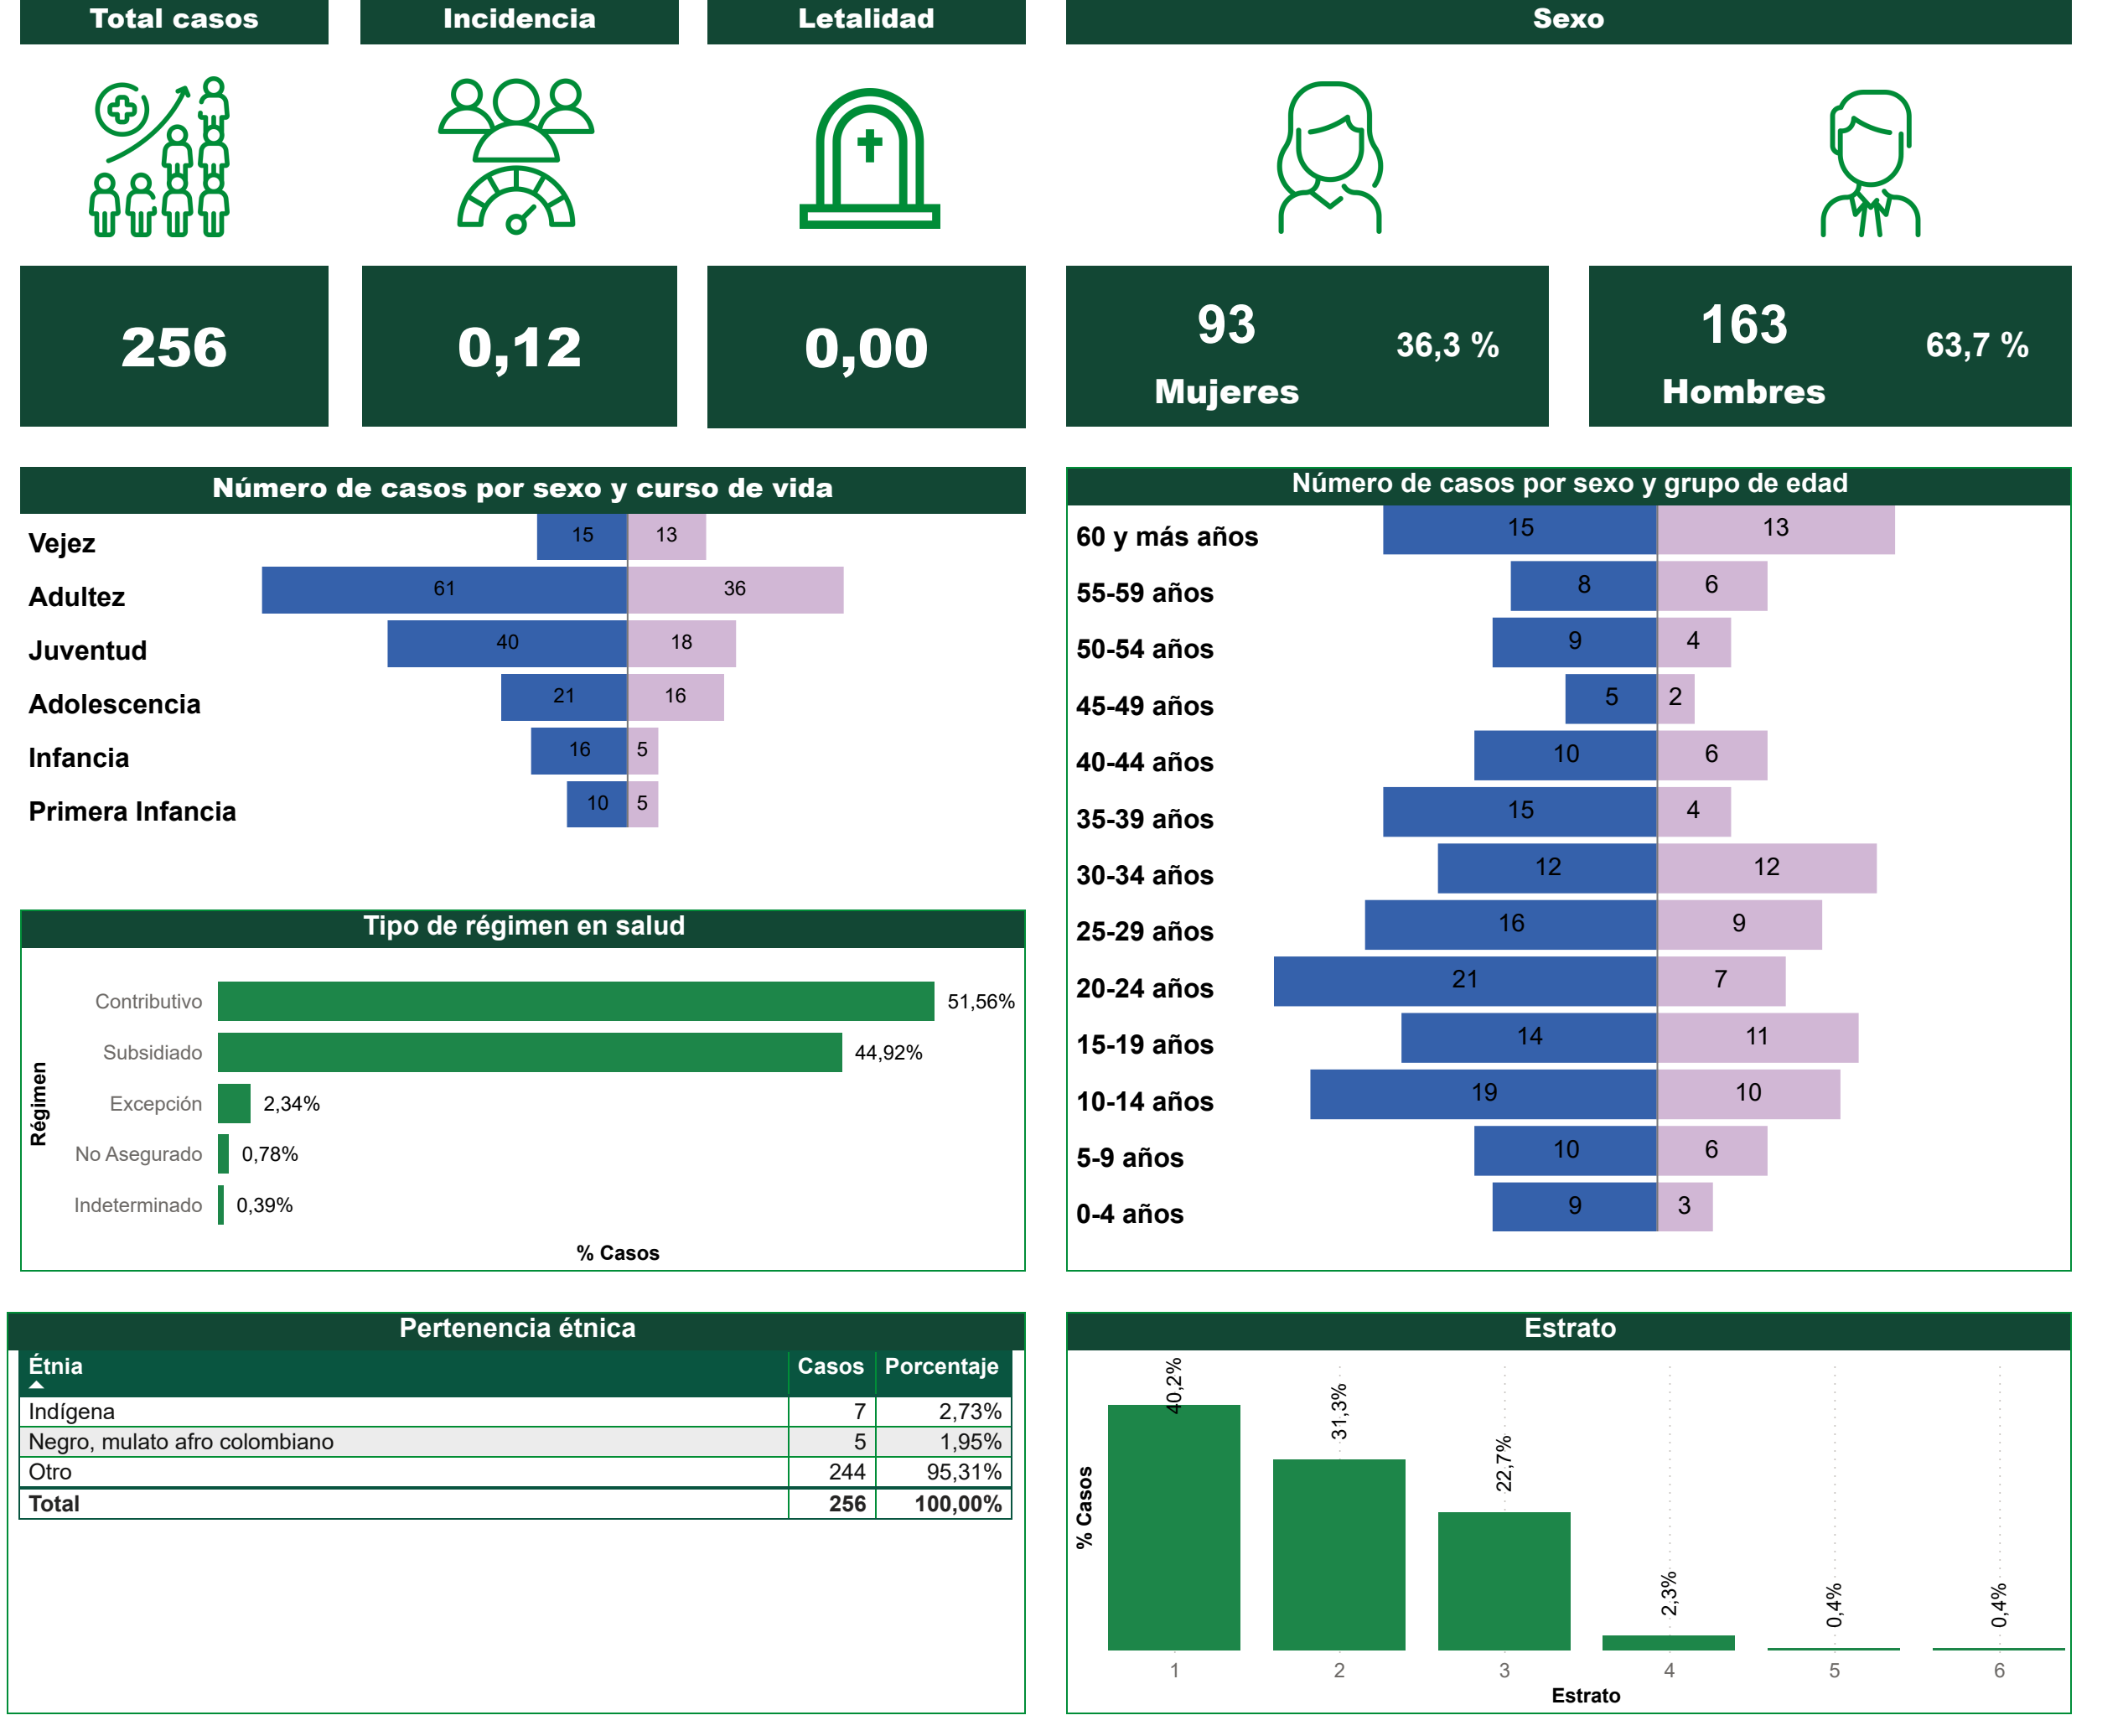 Total casos
Incidencia
Letalidad
Sexo
256
0,12
0,00
93
36,3 %
Mujeres
163
63,7 %
Hombres
Número de casos por sexo y curso de vida
Vejez 15 13
Adultez 61 36
Juventud 40 18
Adolescencia 21 16
Infancia 16 5
Primera Infancia 10 5
Número de casos por sexo y grupo de edad
60 y más años 15 13
55-59 años 8 6
50-54 años 9 4
45-49 años 5 2
40-44 años 10 6
35-39 años 15 4
30-34 años 12 12
25-29 años 16 9
20-24 años 21 7
15-19 años 14 11
10-14 años 19 10
5-9 años 10 6
0-4 años 9 3
Tipo de régimen en salud
Régimen
Contributivo 51,56%
Subsidiado 44,92%
Excepción 2,34%
No Asegurado 0,78%
Indeterminado 0,39%
% Casos
Pertenencia étnica
Étnia Casos Porcentaje
Indígena 7 2,73%
Negro, mulato afro colombiano 5 1,95%
Otro 244 95,31%
Total 256 100,00%
Estrato
% Casos
40,2% 31,3% 22,7% 2,3% 0,4% 0,4%
1 2 3 4 5 6
Estrato